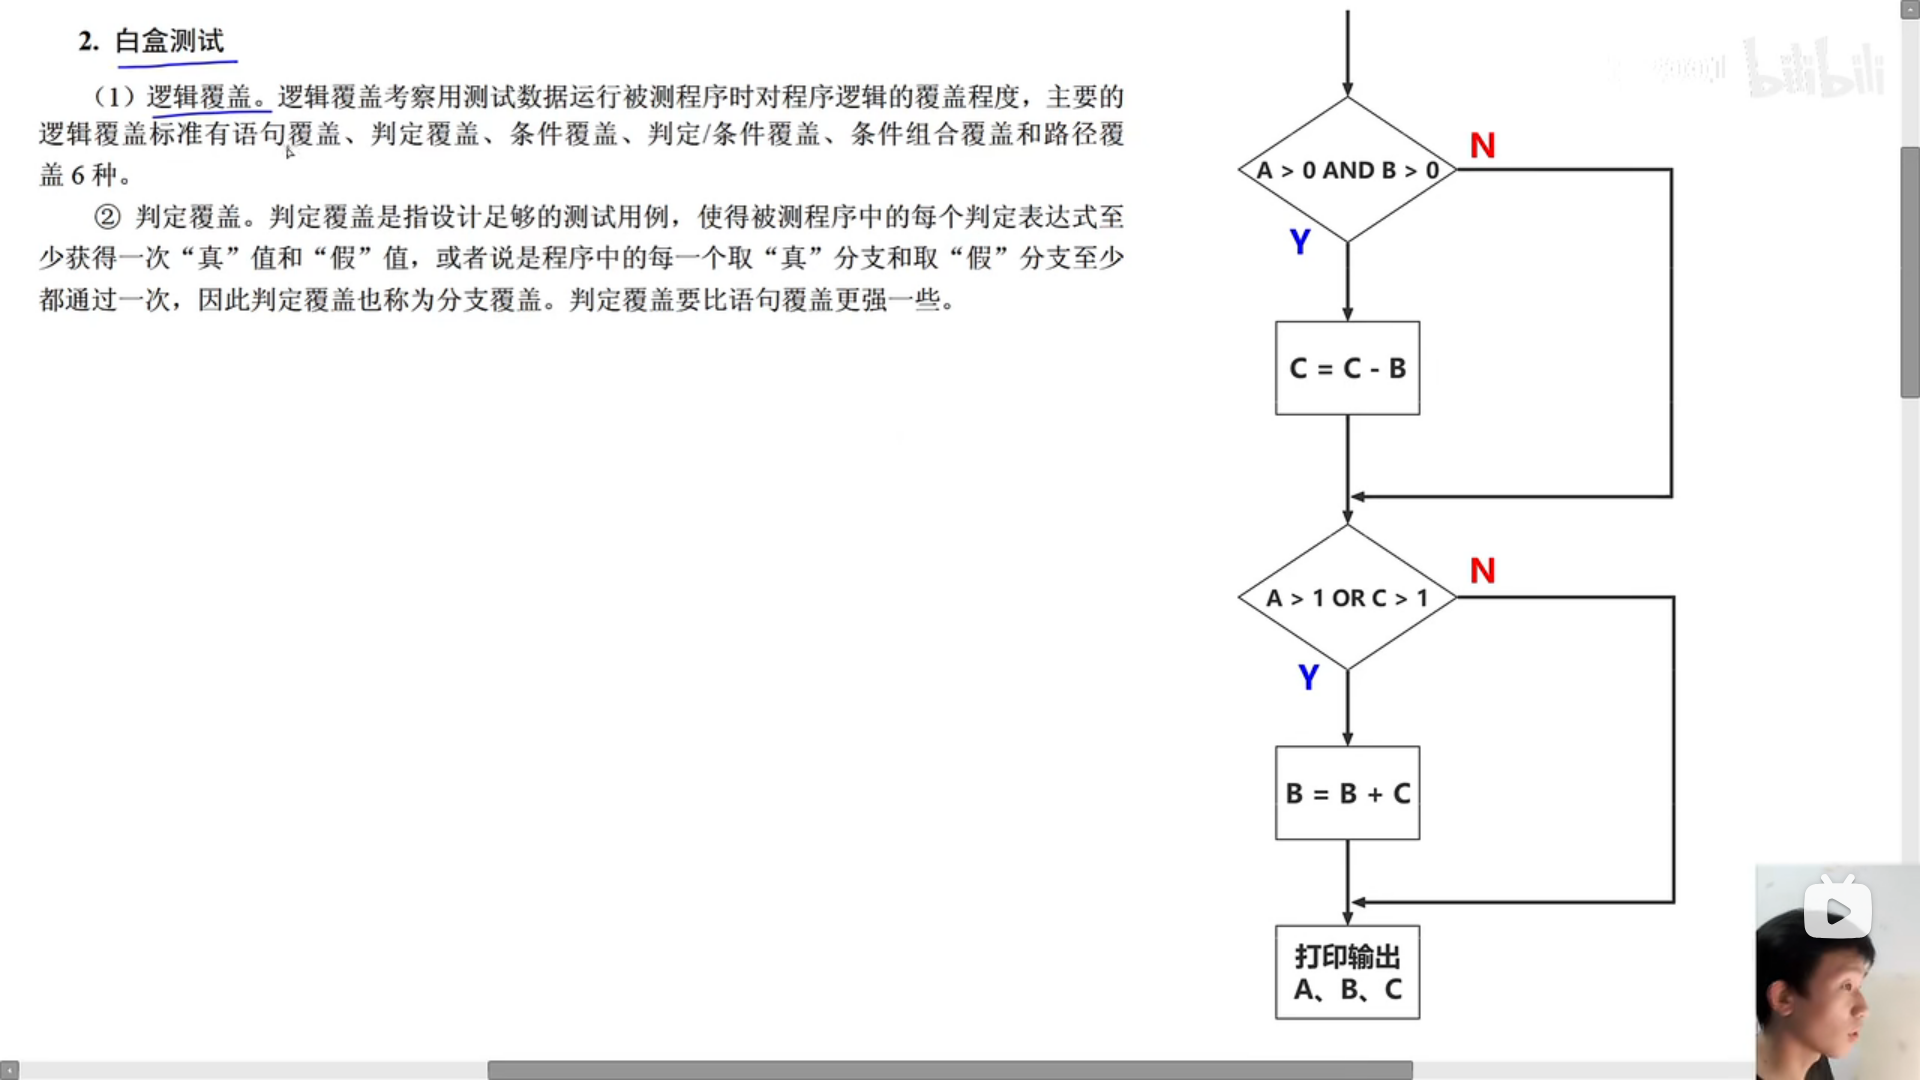 2. 白盒测试
（1）逻辑覆盖。逻辑覆盖考察用测试数据运行被测程序时对程序逻辑的覆盖程度，主要的
逻辑覆盖标准有语句覆盖、判定覆盖、条件覆盖、判定/条件覆盖、条件组合覆盖和路径覆
盖 6 种。
② 判定覆盖。判定覆盖是指设计足够的测试用例，使得被测程序中的每个判定表达式至
少获得一次“真”值和“假”值，或者说是程序中的每一个取“真”分支和取“假”分支至少
都通过一次，因此判定覆盖也称为分支覆盖。判定覆盖要比语句覆盖更强一些。
bilibili
A > 0 AND B > 0
N
Y
C = C - B
A > 1 OR C > 1
N
Y
B = B + C
打印输出
A、B、C